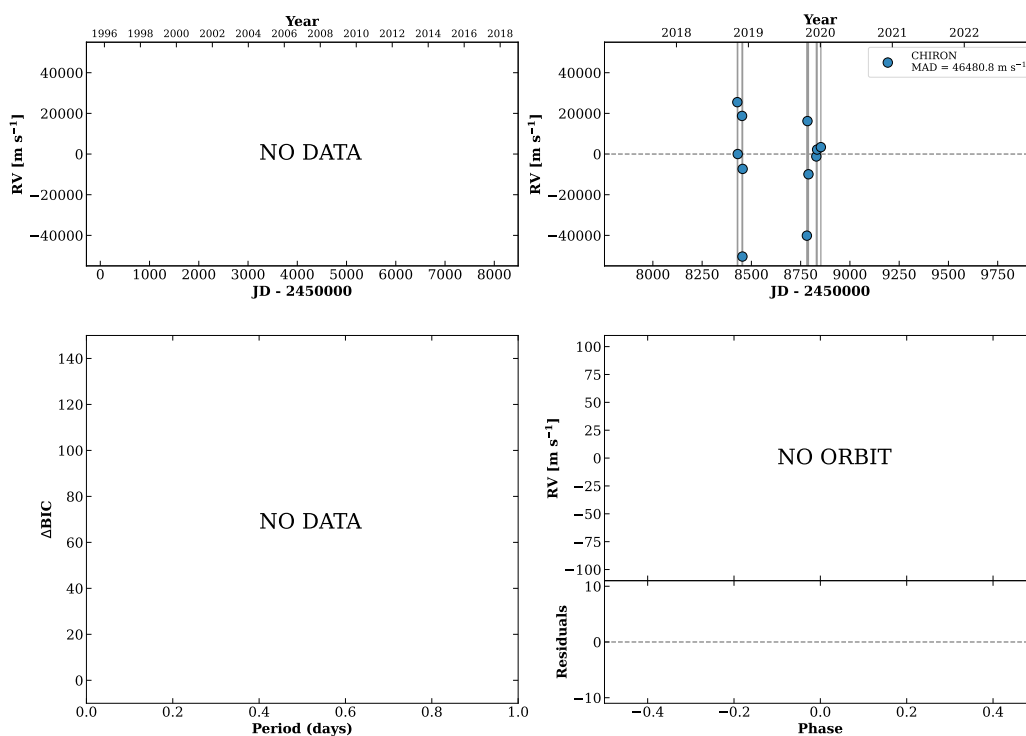 Year
1996 1998 2000 2002 2004 2006 2008 2010 2012 2014 2016 2018
RV [m s⁻¹]
40000
20000
0
−20000
−40000
NO DATA
0 1000 2000 3000 4000 5000 6000 7000 8000
JD - 2450000
Year
2018 2019 2020 2021 2022
CHIRON
MAD = 46480.8 m s⁻¹
RV [m s⁻¹]
40000
20000
0
−20000
−40000
8000 8250 8500 8750 9000 9250 9500 9750
JD - 2450000
ΔBIC
140
120
100
80
60
40
20
0
NO DATA
0.0 0.2 0.4 0.6 0.8 1.0
Period (days)
RV [m s⁻¹]
100
75
50
25
0
−25
−50
−75
−100
NO ORBIT
Residuals
10
0
−10
−0.4 −0.2 0.0 0.2 0.4
Phase